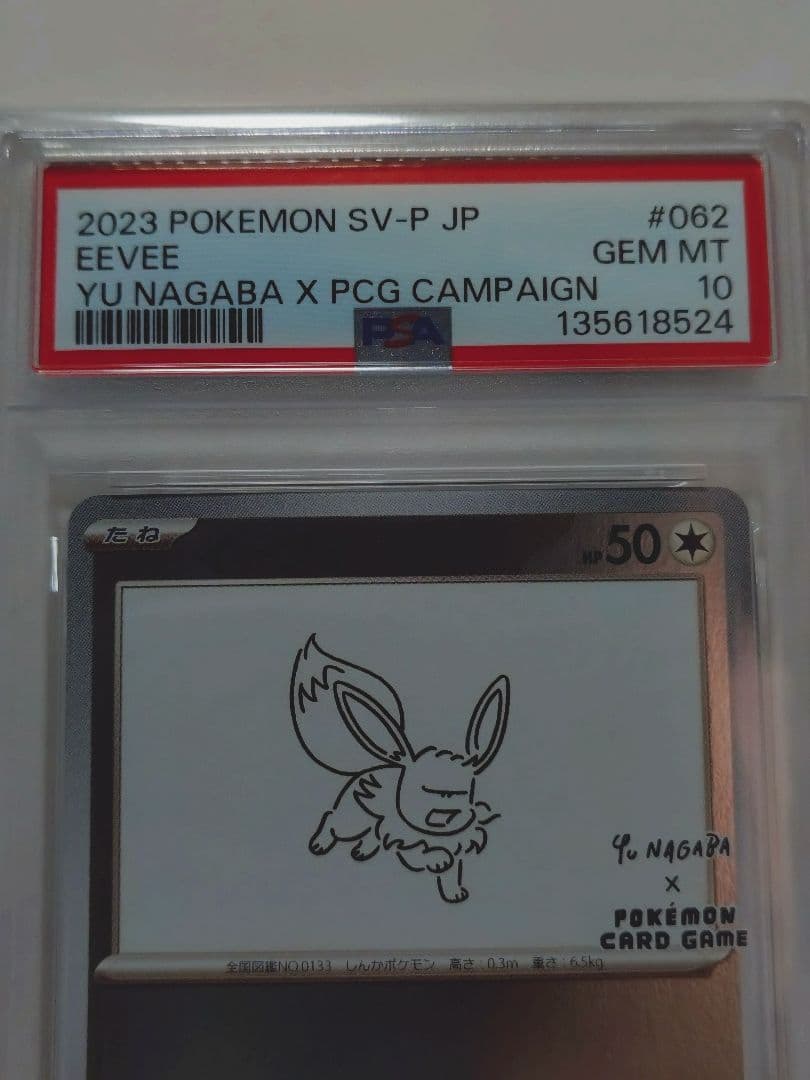 2023 POKEMON SV-P JP #062
EEVEE GEM MT
YU NAGABA X PCG CAMPAIGN 10
PSA 135618524
たね HP50
YU NAGABA
X
POKÉMON
CARD GAME
全国図鑑NO.0133 しんかポケモン 高さ:0.3m 重さ:6.5kg